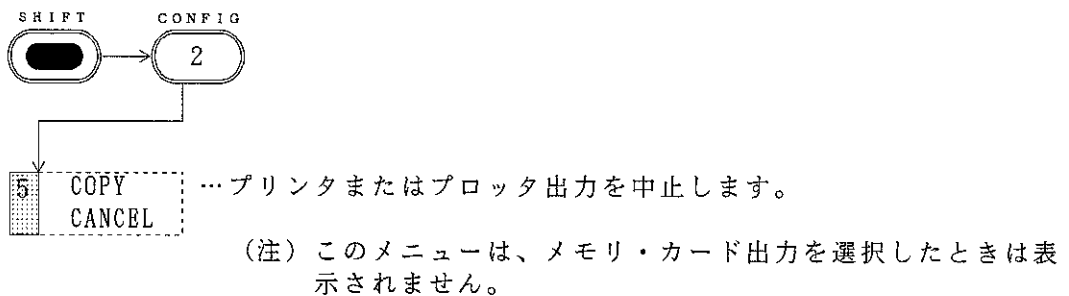 SHIFT CONFIG
2
5 COPY …プリンタまたはプロッタ出力を中止します。
CANCEL
(注) このメニューは、メモリ・カード出力を選択したときは表
示されません。